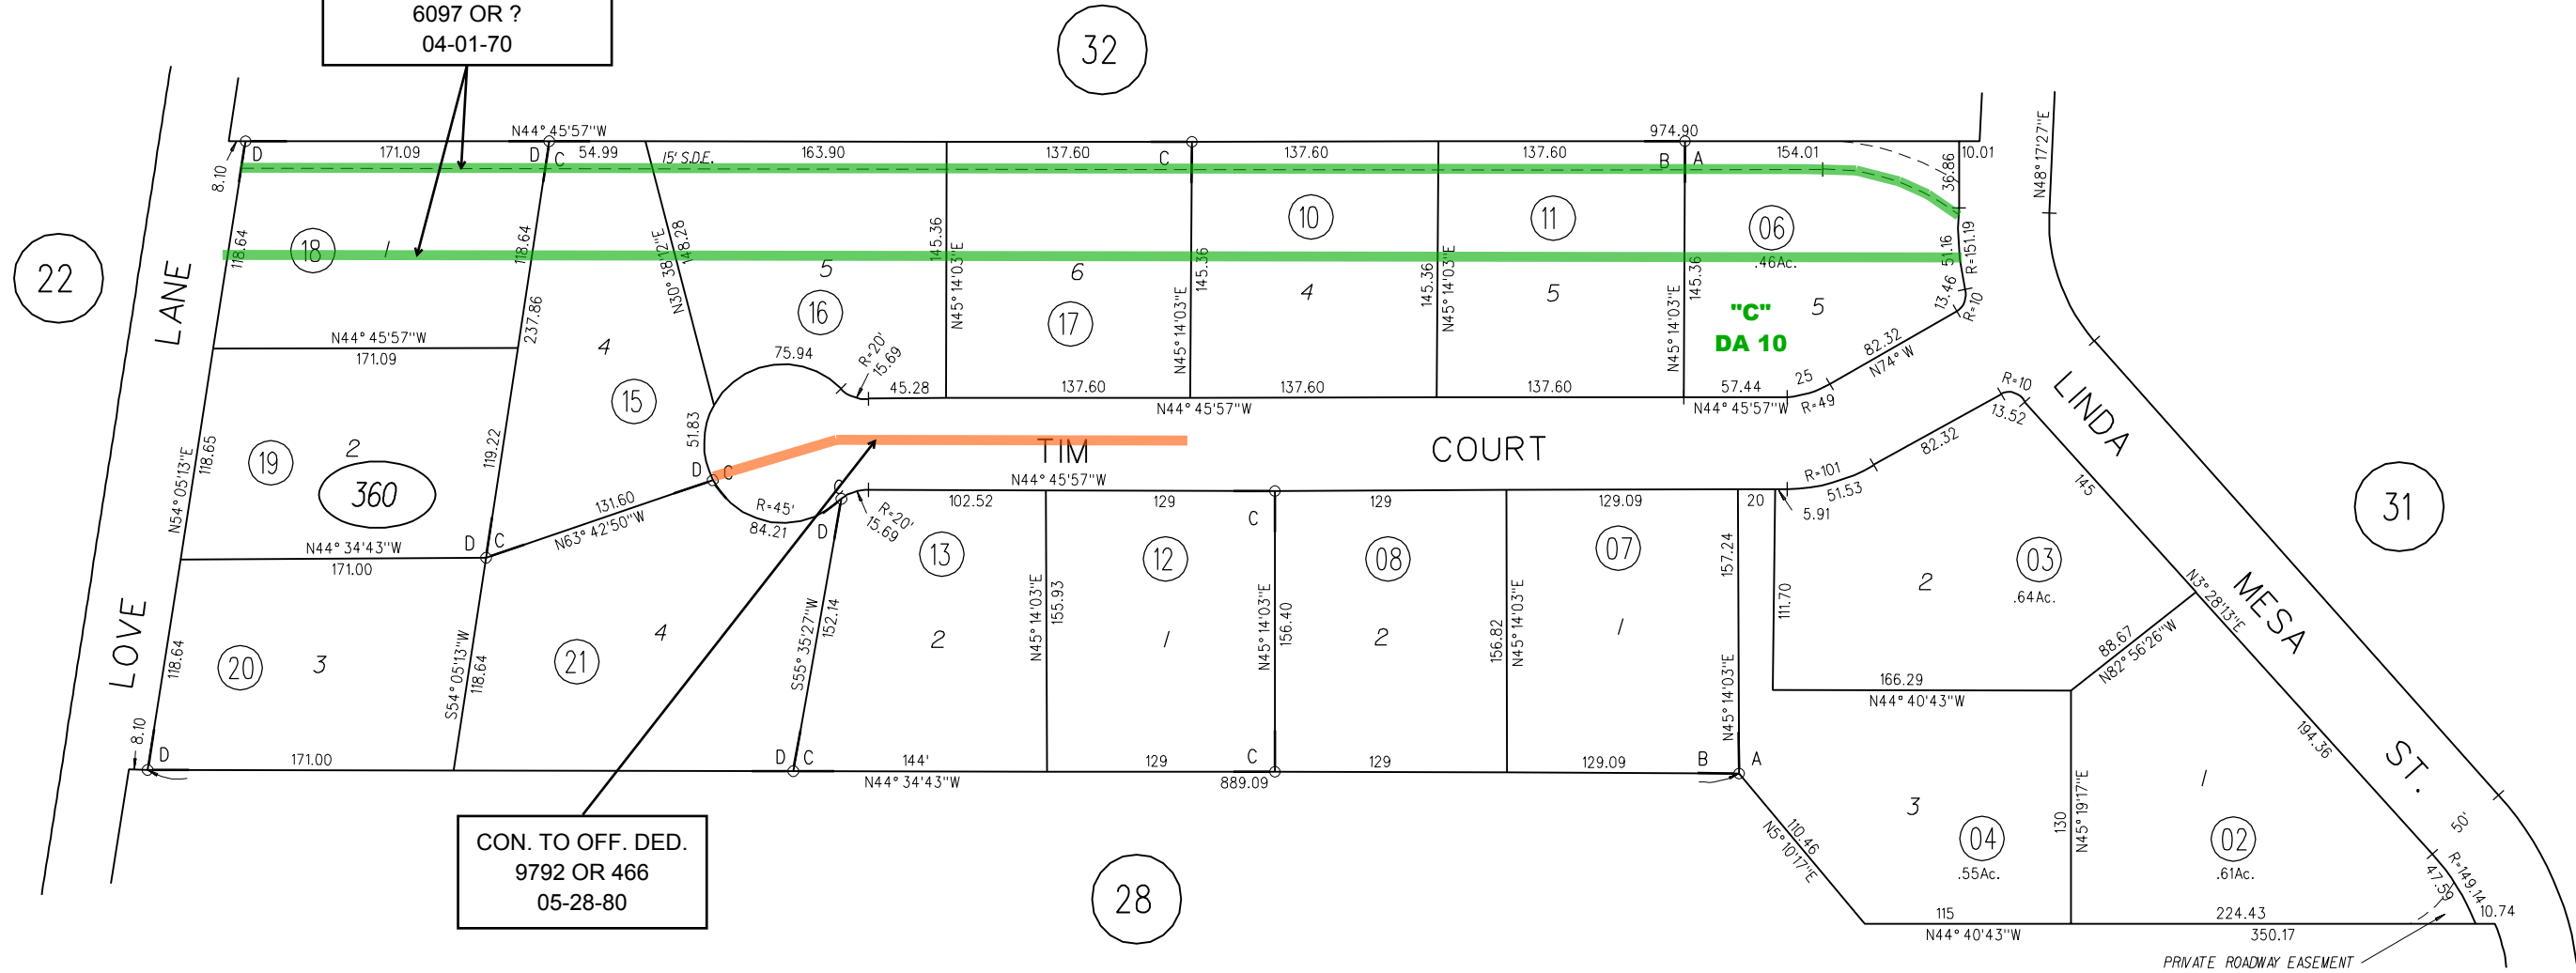 6097 OR ?
04-01-70
32
N44° 45'57"W
974.90
D
171.09
D
C
54.99
15' S.D.E.
163.90
137.60
C
137.60
137.60
B
A
154.01
10.01
8.10
36.86
N48° 17'27"E
118.64
18
1
118.64
N30° 38'12"E
148.28
145.36
N45° 14'03"E
10
11
06
.46Ac.
51.16
R=151.19
22
LANE
5
16
6
17
N45° 14'03"E
145.36
4
145.36
N45° 14'03"E
5
N45° 14'03"E
145.36
"C"
DA 10
5
13.46
R=10
N44° 45'57"W
171.09
237.86
4
15
75.94
R=20'
15.69
45.28
137.60
137.60
137.60
57.44
25
82.32
N74° W
N44° 45'57"W
N44° 45'57"W
R=49
R=10
13.52
LINDA
N54° 05'13"E
118.65
19
2
119.22
51.83
TIM
COURT
82.32
360
D
C
131.60
N63° 42'50"W
R=45'
84.21
C
D
R=20'
15.69
N44° 45'57"W
102.52
129
129
129.09
20
R=101
51.53
5.91
145
31
N44° 34'43"W
171.00
D
C
13
12
C
08
07
157.24
03
2
.64Ac.
N3° 28'13"E
MESA
LOVE
118.64
20
3
S54° 05'13"W
118.64
21
4
S55° 35'27"W
152.14
2
N45° 14'03"E
155.93
1
N45° 14'03"E
156.40
2
156.82
N45° 14'03"E
1
N45° 14'03"E
111.70
166.29
N44° 40'43"W
88.67
N82° 56'26"W
194.36
8.10
D
171.00
D
C
144'
N44° 34'43"W
129
C
889.09
129
129.09
B
A
ST.
CON. TO OFF. DED.
9792 OR 466
05-28-80
28
110.46
N5° 10'17"E
3
04
.55Ac.
130
N45° 19'17"E
1
02
.61Ac.
50'
R=149.14
47.59
115
N44° 40'43"W
224.43
350.17
10.74
PRIVATE ROADWAY EASEMENT